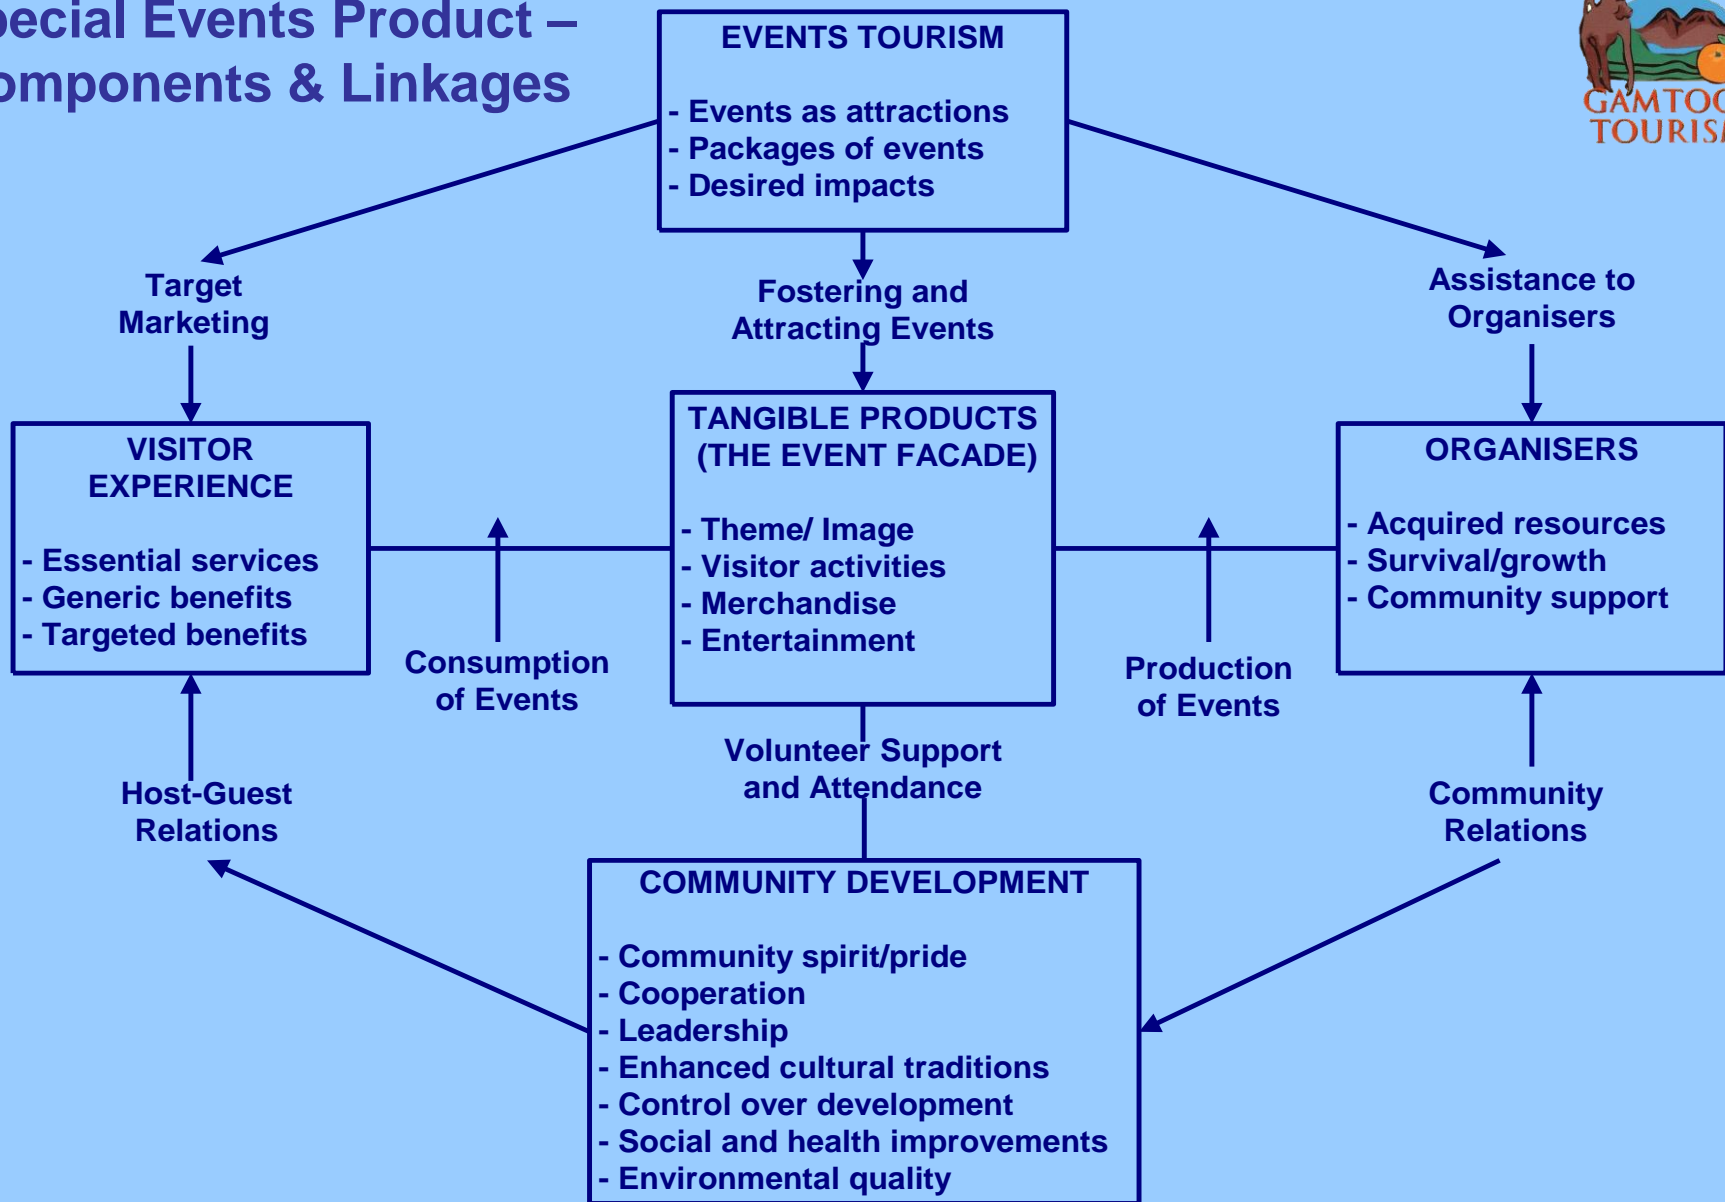 pecial Events Product –
omponents & Linkages
EVENTS TOURISM
- Events as attractions
- Packages of events
- Desired impacts
GAMTOO
TOURISM
Target
Marketing
Fostering and
Attracting Events
Assistance to
Organisers
VISITOR
EXPERIENCE
- Essential services
- Generic benefits
- Targeted benefits
TANGIBLE PRODUCTS
(THE EVENT FACADE)
- Theme/ Image
- Visitor activities
- Merchandise
- Entertainment
ORGANISERS
- Acquired resources
- Survival/growth
- Community support
Consumption
of Events
Production
of Events
Volunteer Support
and Attendance
Host-Guest
Relations
Community
Relations
COMMUNITY DEVELOPMENT
- Community spirit/pride
- Cooperation
- Leadership
- Enhanced cultural traditions
- Control over development
- Social and health improvements
- Environmental quality